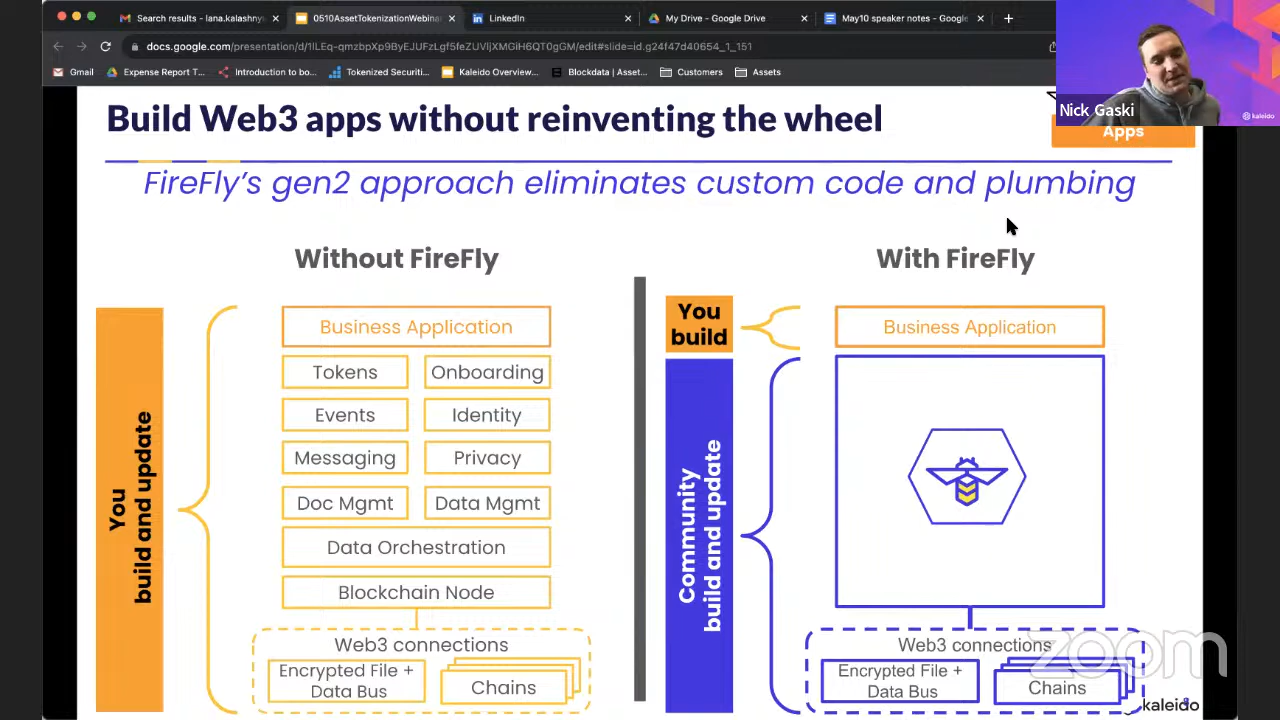 Search results - lana.kalashny
0510AssetTokenizationWebinar
LinkedIn
My Drive - Google Drive
May10 speaker notes - Google
docs.google.com/presentation/d/1lLEq-qmzbpXp9ByEJUFzLgf5feZUVljXMGiH6QT0gGM/edit#slide=id.g24f47d40654_1_151
Gmail
Expense Report T...
Introduction to bo...
Tokenized Securiti...
Kaleido Overview...
Blockdata | Asset...
Customers
Assets
Nick Gaski
kaleido
Build Web3 apps without reinventing the wheel
Apps
FireFly's gen2 approach eliminates custom code and plumbing
Without FireFly
You
build and update
Business Application
Tokens
Onboarding
Events
Identity
Messaging
Privacy
Doc Mgmt
Data Mgmt
Data Orchestration
Blockchain Node
Web3 connections
Encrypted File +
Data Bus
Chains
With FireFly
You
build
Business Application
Community
build and update
Web3 connections
Encrypted File +
Data Bus
Chains
zoom
kaleido